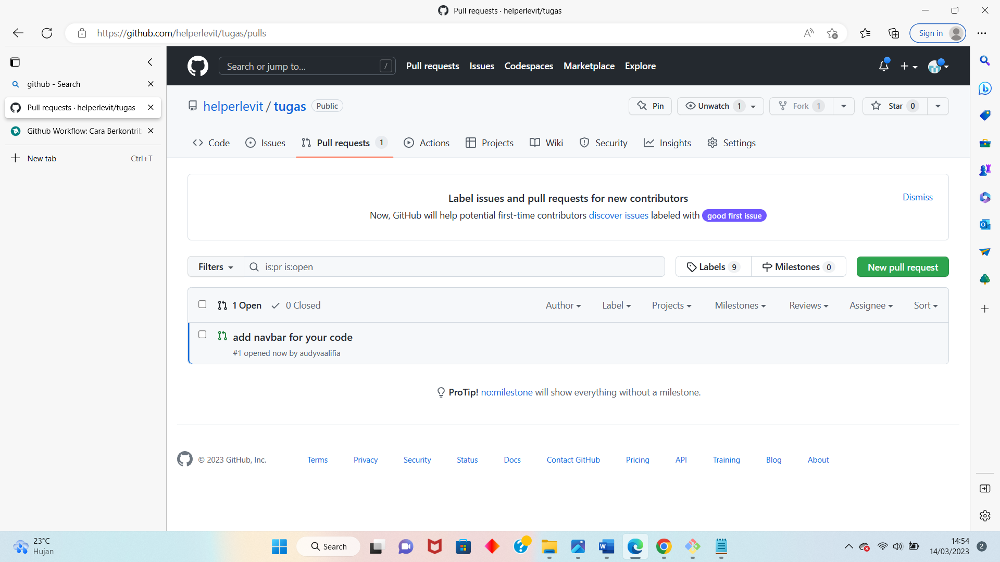 Pull requests · helperlevit/tugas
https://github.com/helperlevit/tugas/pulls
Sign in
github - Search
Pull requests · helperlevit/tugas
Github Workflow: Cara Berkontrib
New tab Ctrl+T
Search or jump to... /
Pull requests Issues Codespaces Marketplace Explore
helperlevit / tugas Public
Pin Unwatch 1 Fork 1 Star 0
Code Issues Pull requests 1 Actions Projects Wiki Security Insights Settings
Label issues and pull requests for new contributors
Dismiss
Now, GitHub will help potential first-time contributors discover issues labeled with good first issue
Filters is:pr is:open Labels 9 Milestones 0 New pull request
1 Open 0 Closed Author Label Projects Milestones Reviews Assignee Sort
add navbar for your code
#1 opened now by audyvaalifia
ProTip! no:milestone will show everything without a milestone.
© 2023 GitHub, Inc. Terms Privacy Security Status Docs Contact GitHub Pricing API Training Blog About
23°C
Hujan
Search
14:54
14/03/2023
2